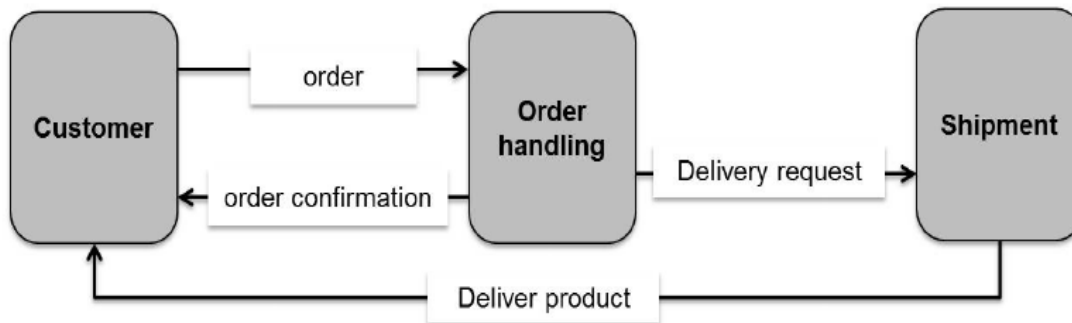 order
Customer
Order
handling
Shipment
Delivery request
order confirmation
Deliver product